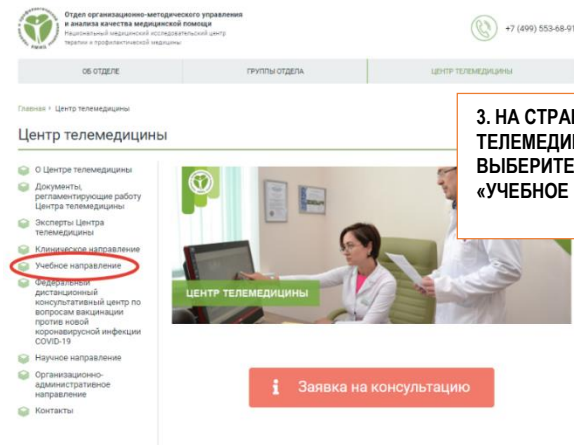 Отдел организационно-методического управления
и анализа качества медицинской помощи
Национальный медицинский исследовательский центр
терапии и профилактической медицины
+7 (499) 553-68-91
ОБ ОТДЕЛЕ
ГРУППЫ ОТДЕЛА
ЦЕНТР ТЕЛЕМЕДИЦИНЫ
Главная
Центр телемедицины
Центр телемедицины
3. НА СТРАН
ТЕЛЕМЕДИ
ВЫБЕРИТЕ
«УЧЕБНОЕ
О Центре телемедицины
Документы,
регламентирующие работу
Центра телемедицины
Эксперты Центра
телемедицины
Клиническое направление
Учебное направление
Федеральный
дистанционный
консультативный центр по
вопросам вакцинации
против новой
коронавирусной инфекции
COVID-19
Научное направление
Организационно-
административное
направление
Контакты
ЦЕНТР ТЕЛЕМЕДИЦИНЫ
Заявка на консультацию